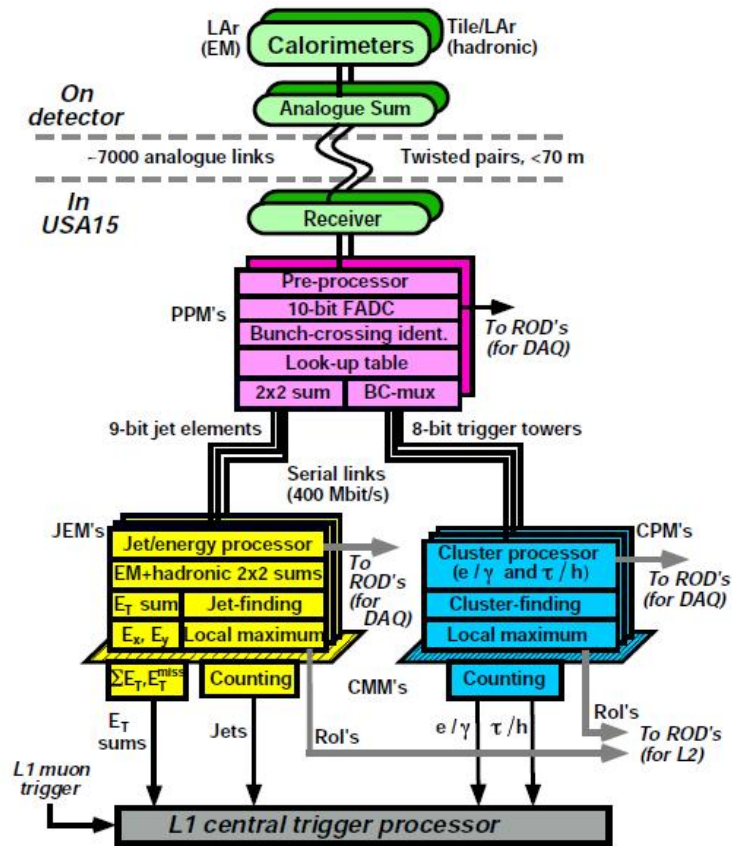 LAr
(EM)
Calorimeters
Tile/LAr
(hadronic)
On
detector
Analogue Sum
~7000 analogue links
Twisted pairs, <70 m
In
USA15
Receiver
PPM's
Pre-processor
10-bit FADC
Bunch-crossing ident.
Look-up table
2x2 sum
BC-mux
To ROD's
(for DAQ)
9-bit jet elements
8-bit trigger towers
Serial links
(400 Mbit/s)
JEM's
Jet/energy processor
EM+hadronic 2x2 sums
E_T sum
Jet-finding
E_x, E_y
Local maximum
To
ROD's
(for
DAQ)
CPM's
Cluster processor
(e / γ and τ / h)
Cluster-finding
Local maximum
To
ROD's
(for DAQ)
ΣE_T, E_T^miss
Counting
CMM's
Counting
E_T
sums
Jets
RoI's
e / γ
τ / h
RoI's
To ROD's
(for L2)
L1 muon
trigger
L1 central trigger processor